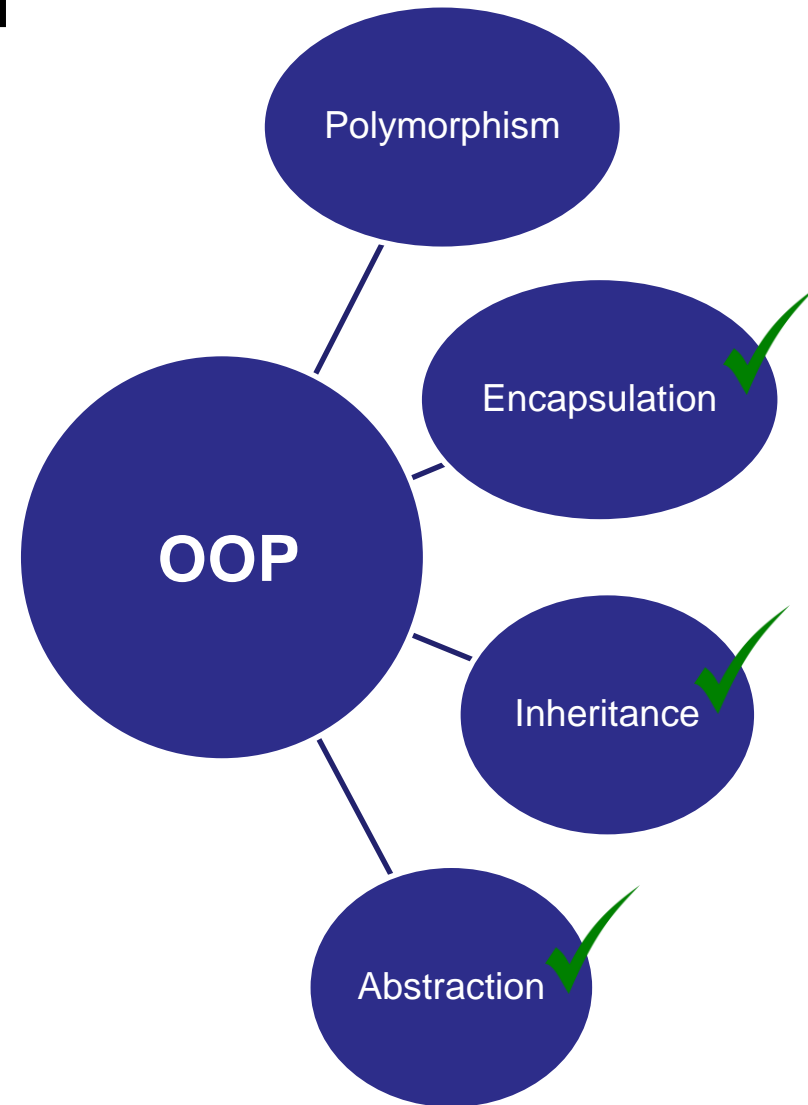 Polymorphism
Encapsulation
OOP
Inheritance
Abstraction